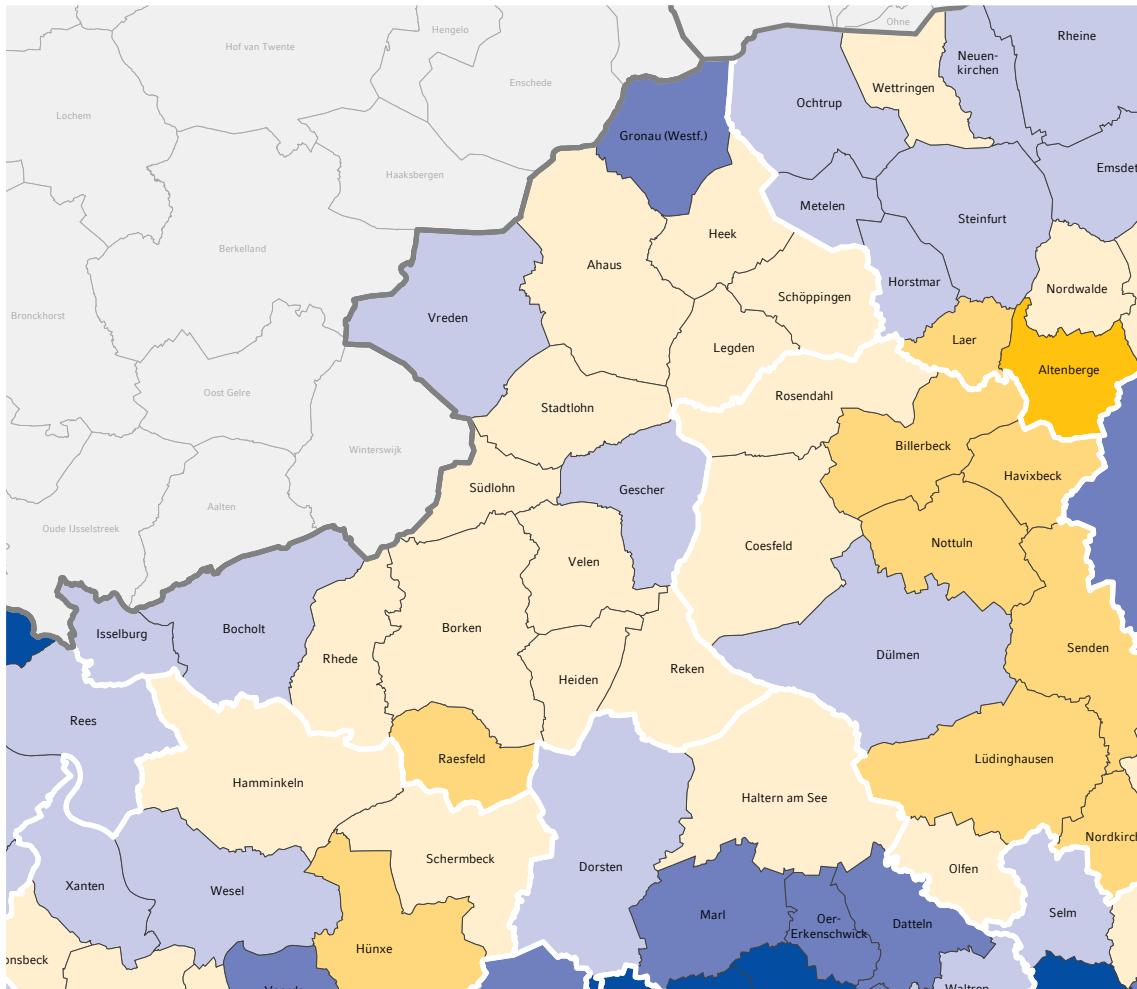 Ohne
Hengelo
Rheine
Hof van Twente
Neuen-
kirchen
Enschede
Wettringen
Ochtrup
Lochem
Gronau (Westf.)
Emsdet
Haaksbergen
Metelen
Steinfurt
Heek
Berkelland
Ahaus
Horstmar
Nordwalde
Schöppingen
Bronckhorst
Vreden
Laer
Legden
Altenberge
Oost Gelre
Rosendahl
Stadtlohn
Billerbeck
Winterswijk
Havixbeck
Südlohn
Gescher
Aalten
Oude IJsselstreek
Nottuln
Coesfeld
Velen
Isselburg
Bocholt
Borken
Senden
Dülmen
Rhede
Reken
Heiden
Rees
Raesfeld
Lüdinghausen
Hamminkeln
Haltern am See
Nordkirch
Schermbeck
Dorsten
Olfen
Xanten
Wesel
Marl
Selm
Oer-
Erkenschwick
Datteln
Hünxe
onsbeck
Voerde
Waltrop